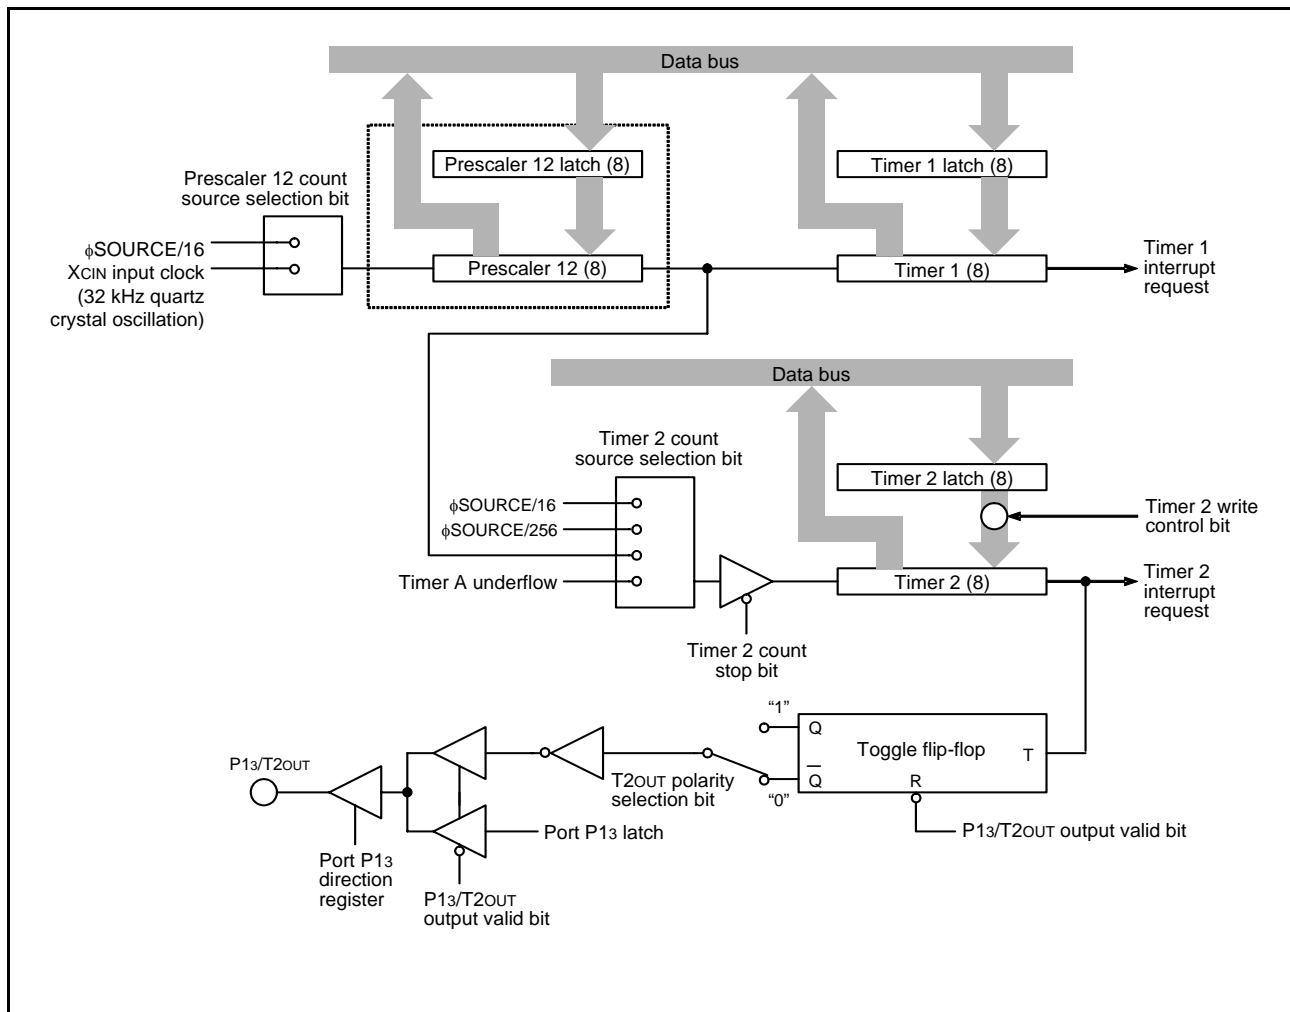 Data bus
Prescaler 12 latch (8)
Timer 1 latch (8)
Prescaler 12 count
source selection bit
φSOURCE/16
XCIN input clock
(32 kHz quartz
crystal oscillation)
Prescaler 12 (8)
Timer 1 (8)
Timer 1
interrupt
request
Data bus
Timer 2 count
source selection bit
Timer 2 latch (8)
φSOURCE/16
φSOURCE/256
Timer A underflow
Timer 2 write
control bit
Timer 2 (8)
Timer 2
interrupt
request
Timer 2 count
stop bit
"1"
Q
Toggle flip-flop
T
Q
R
"0"
P13/T2OUT
T2OUT polarity
selection bit
Port P13 latch
P13/T2OUT output valid bit
Port P13
direction
register
P13/T2OUT
output valid bit